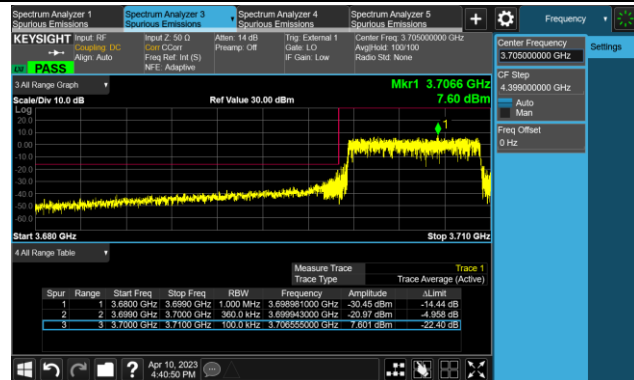 Spectrum Analyzer 1
Spurious Emissions
Spectrum Analyzer 3
Spurious Emissions
Spectrum Analyzer 4
Spurious Emissions
Spectrum Analyzer 5
Spurious Emissions
+
Frequency
KEYSIGHT
Input: RF
Coupling: DC
Align: Auto
Input Z: 50 Ω
Corr CCorr
Freq Ref: Int (S)
NFE: Adaptive
Atten: 14 dB
Preamp: Off
Trig: External 1
Gate: LO
IF Gain: Low
Center Freq: 3.705000000 GHz
Avg|Hold: 100/100
Radio Std: None
PASS
Center Frequency
3.705000000 GHz
Settings
CF Step
4.399000000 GHz
Auto
Man
Freq Offset
0 Hz
3 All Range Graph
Mkr1 3.7066 GHz
7.60 dBm
Scale/Div 10.0 dB
Ref Value 30.00 dBm
Log
20.0
10.0
0.00
-10.0
-20.0
-30.0
-40.0
-50.0
-60.0
1
Start 3.680 GHz
Stop 3.710 GHz
4 All Range Table
Measure Trace Trace 1
Trace Type Trace Average (Active)
Spur Range Start Freq Stop Freq RBW Frequency Amplitude ΔLimit
1 1 3.6800 GHz 3.6990 GHz 1.000 MHz 3.698981000 GHz -30.45 dBm -14.44 dB
2 2 3.6990 GHz 3.7000 GHz 360.0 kHz 3.699943000 GHz -20.97 dBm -4.958 dB
3 3 3.7000 GHz 3.7100 GHz 100.0 kHz 3.706555000 GHz 7.601 dBm -22.40 dB
?
Apr 10, 2023
4:40:50 PM